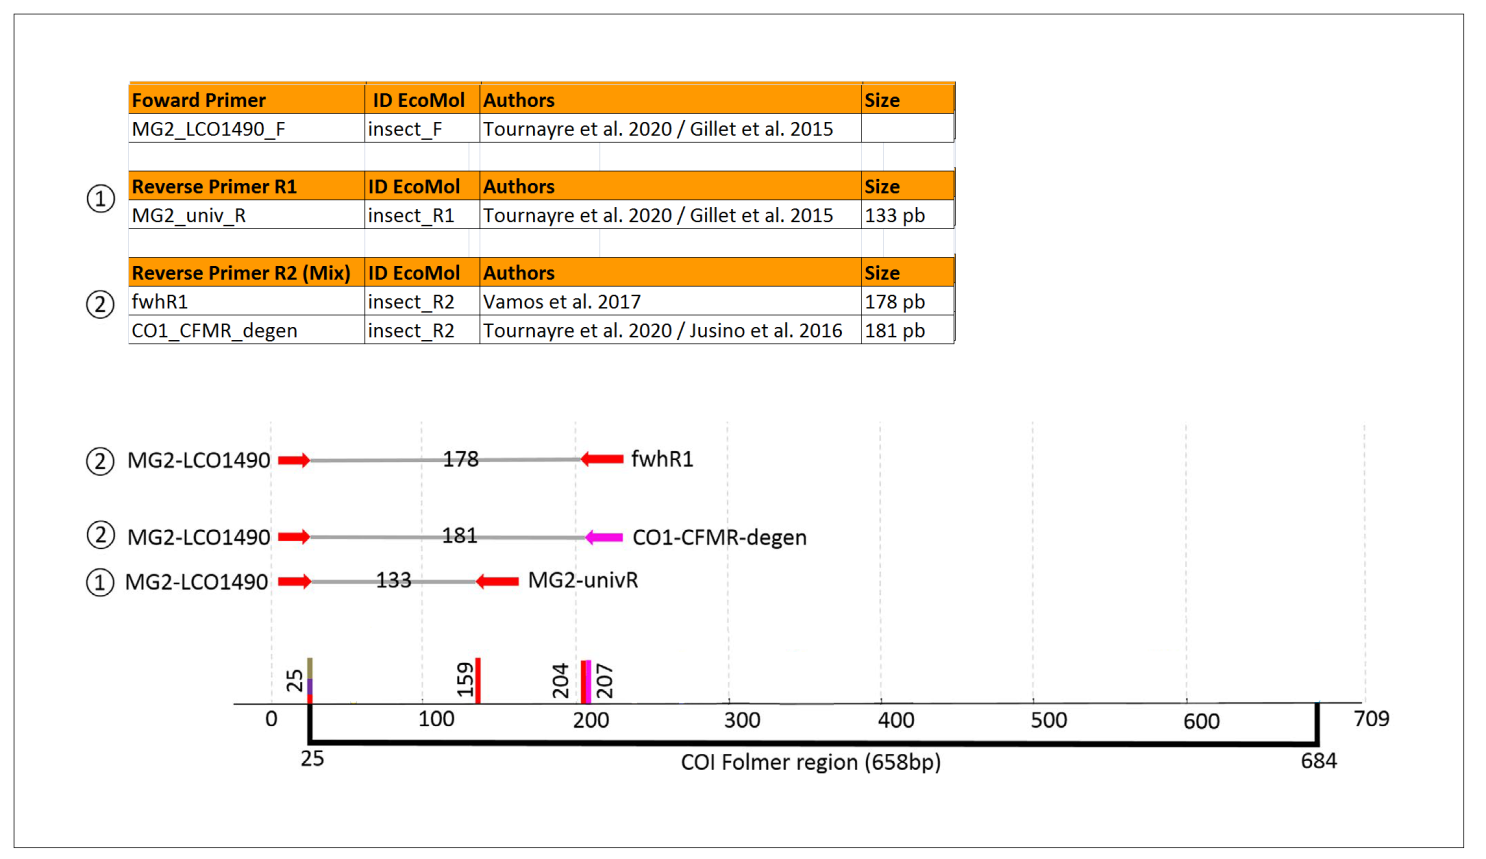 Foward Primer ID EcoMol Authors Size
MG2_LCO1490_F insect_F Tournayre et al. 2020 / Gillet et al. 2015
① Reverse Primer R1 ID EcoMol Authors Size
MG2_univ_R insect_R1 Tournayre et al. 2020 / Gillet et al. 2015 133 pb
② Reverse Primer R2 (Mix) ID EcoMol Authors Size
fwhR1 insect_R2 Vamos et al. 2017 178 pb
CO1_CFMR_degen insect_R2 Tournayre et al. 2020 / Jusino et al. 2016 181 pb
② MG2-LCO1490 178 fwhR1
② MG2-LCO1490 181 CO1-CFMR-degen
① MG2-LCO1490 133 MG2-univR
25 159 204 207
0 100 200 300 400 500 600 709
25 COI Folmer region (658bp) 684